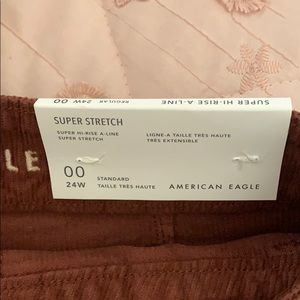 REGULAR 24W 00
SUPER HI-RISE A-LINE
SUPER STRETCH
SUPER HI-RISE A-LINE
SUPER STRETCH
LIGNE-A TAILLE TRÈS HAUTE
TRÈS EXTENSIBLE
LE
00
24W
STANDARD
TAILLE TRÈS HAUTE
AMERICAN EAGLE